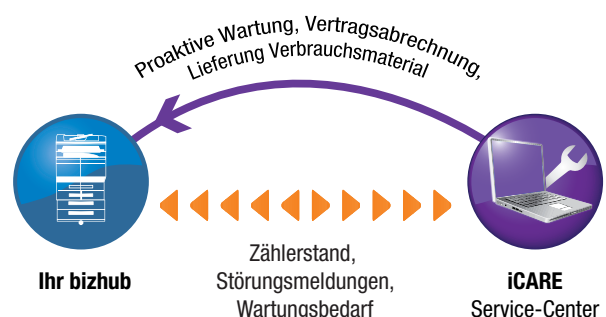 Proaktive Wartung, Vertragsabrechnung,
Lieferung Verbrauchsmaterial
Ihr bizhub
Zählerstand,
Störungsmeldungen,
Wartungsbedarf
iCARE
Service-Center